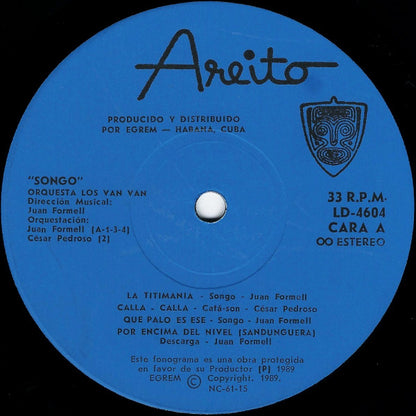 Areito
PRODUCIDO Y DISTRIBUIDO
POR EGREM — HABANA, CUBA
"SONGO"
ORQUESTA LOS VAN VAN
Dirección Musical:
Juan Formell
Orquestación:
Juan Formell (A-1-3-4)
César Pedroso (2)
33 R.P.M.
LD-4604
CARA A
OO ESTEREO
LA TITIMANIA - Songo - Juan Formell
CALLA - CALLA - Cafá-son - César Pedroso
QUE PALO ES ESE - Songo - Juan Formell
POR ENCIMA DEL NIVEL (SANDUNGUERA)
Descarga - Juan Formell
Este fonograma es una obra protegida
en favor de su Productor (P) 1989
EGREM © Copyright. 1989.
NC-61-15